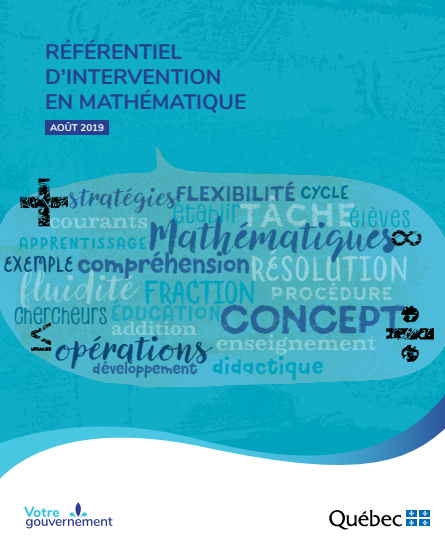 RÉFÉRENTIEL
D'INTERVENTION
EN MATHÉMATIQUE
AOÛT 2019
+ stratégies FLEXIBILITÉ CYCLE
courants établir TÂCHE élèves
APPRENTISSAGE Mathématiques ∞
EXEMPLE compréhension RÉSOLUTION
fluidité FRACTION PROCÉDURE
chercheurs ÉDUCATION CONCEPT ÷
≤ addition enseignement
opérations
développement didactique
Votre
gouvernement
Québec